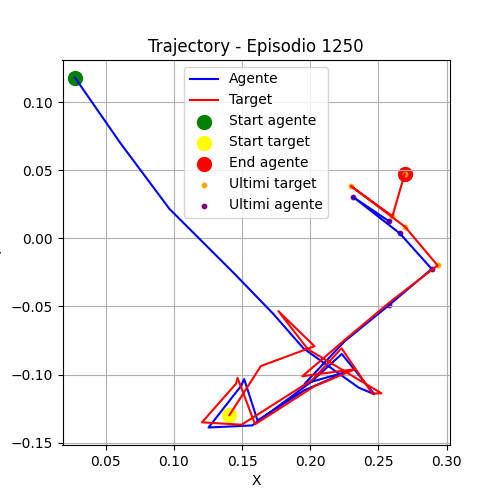 Trajectory - Episodio 1250
Agente
Target
Start agente
Start target
End agente
Ultimi target
Ultimi agente
0.10
0.05
0.00
−0.05
−0.10
−0.15
0.05
0.10
0.15
0.20
0.25
0.30
X